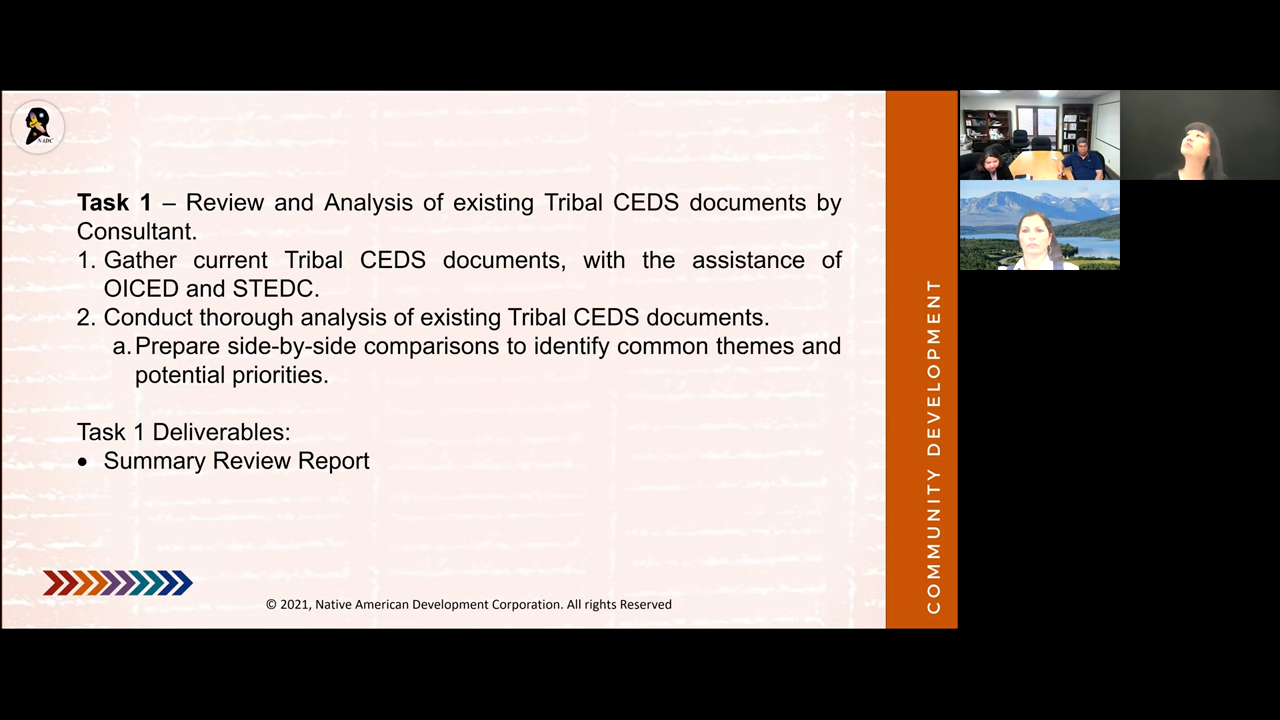 NADC
Task 1 – Review and Analysis of existing Tribal CEDS documents by
Consultant.
1. Gather current Tribal CEDS documents, with the assistance of
OICED and STEDC.
2. Conduct thorough analysis of existing Tribal CEDS documents.
a. Prepare side-by-side comparisons to identify common themes and
potential priorities.
Task 1 Deliverables:
• Summary Review Report
© 2021, Native American Development Corporation. All rights Reserved
COMMUNITY DEVELOPMENT